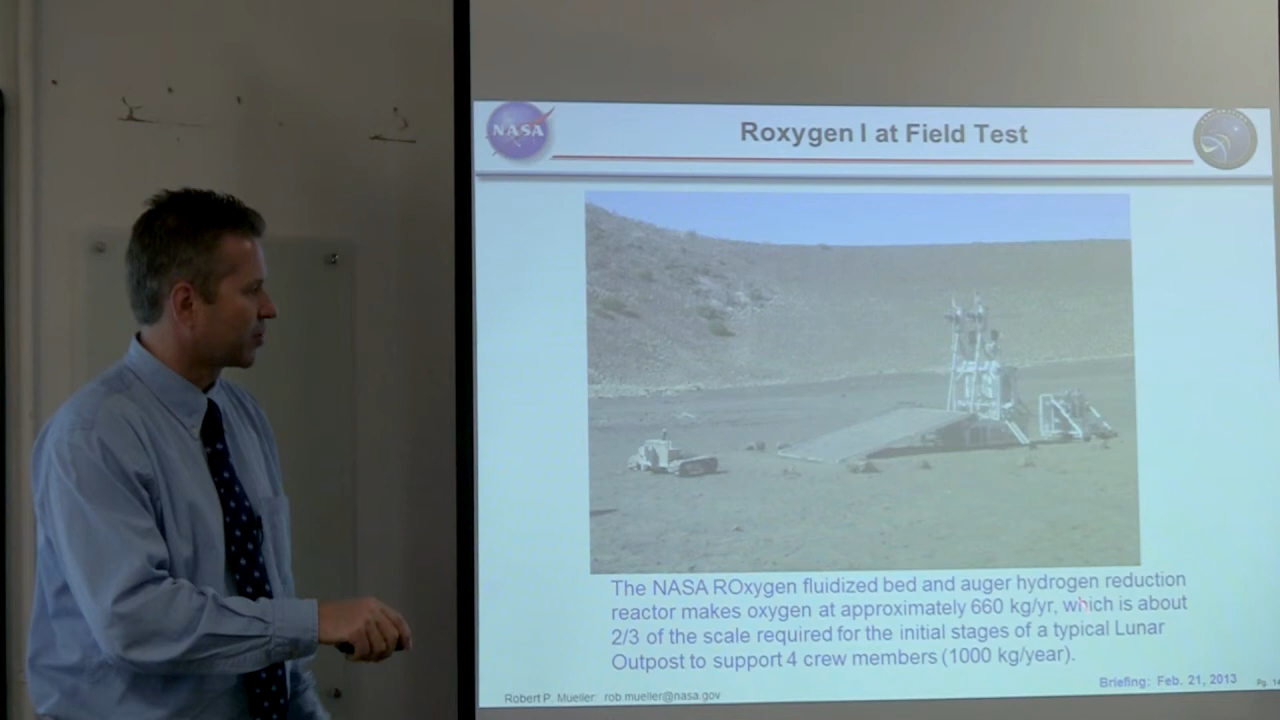 NASA
Roxygen I at Field Test
The NASA ROxygen fluidized bed and auger hydrogen reduction
reactor makes oxygen at approximately 660 kg/yr, which is about
2/3 of the scale required for the initial stages of a typical Lunar
Outpost to support 4 crew members (1000 kg/year).
Robert P. Mueller: rob.mueller@nasa.gov
Briefing: Feb. 21, 2013
Pg. 14